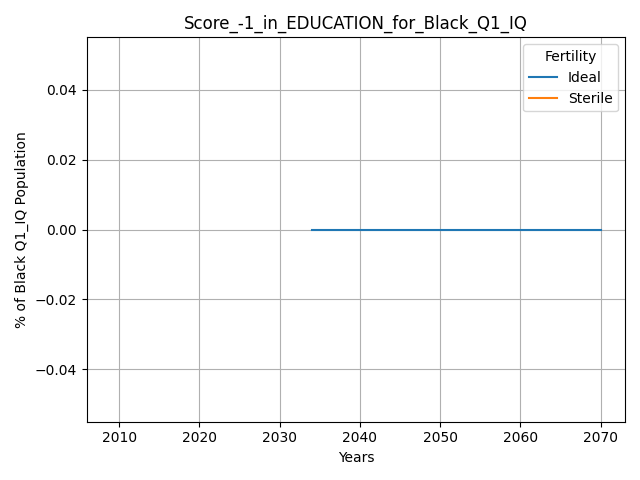 Score_-1_in_EDUCATION_for_Black_Q1_IQ
Fertility
Ideal
Sterile
% of Black Q1_IQ Population
0.04
0.02
0.00
−0.02
−0.04
2010 2020 2030 2040 2050 2060 2070
Years